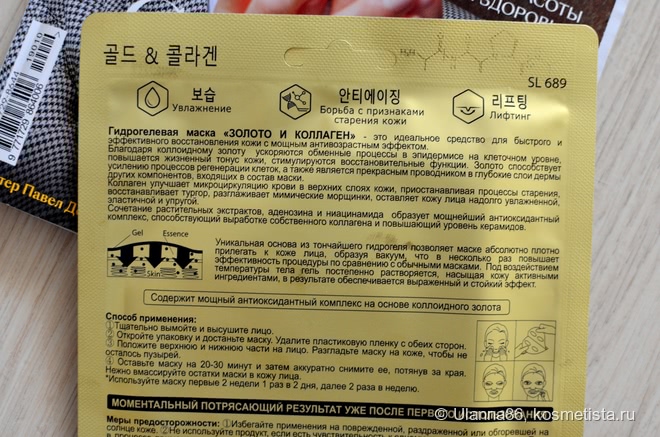 КРАСОТЫ
골드 & 콜라겐
SL 689
보습
Увлажнение
안티에이징
Борьба с признаками
старения кожи
리프팅
Лифтинг
Гидрогелевая маска «ЗОЛОТО И КОЛЛАГЕН» - это идеальное средство для быстрого и
эффективного восстановления кожи с мощным антивозрастным эффектом.
Благодаря коллоидному золоту ускоряются обменные процессы в эпидермисе на клеточном уровне,
повышается жизненный тонус кожи, стимулируются восстановительные функции. Золото способствует
усилению процессов регенерации клеток, а также является прекрасным проводником в глубокие слои дермы
других компонентов, входящих в состав маски.
Коллаген улучшает микроциркуляцию крови в верхних слоях кожи, приостанавливая процессы старения,
восстанавливает тургор, разглаживает мимические морщинки, оставляет кожу лица надолго увлажненной,
эластичной и упругой.
Сочетание растительных экстрактов, аденозина и ниацинамида образует мощнейший антиоксидантный
комплекс, способствующий выработке собственного коллагена и повышающий уровень керамидов.
Gel Essence
Skin
Уникальная основа из тончайшего гидрогеля позволяет маске абсолютно плотно
прилегать к коже лица, образуя вакуум, что в несколько раз повышает
эффективность процедуры по сравнению с обычными масками. Под воздействием
температуры тела гель постепенно растворяется, насыщая кожу активными
ингредиентами, в результате обеспечивается выраженный и стойкий эффект.
Содержит мощный антиоксидантный комплекс на основе коллоидного золота
Способ применения:
①Тщательно вымойте и высушите лицо.
② Откройте упаковку и достаньте маску. Удалите пластиковую пленку с обеих сторон.
③ Положите верхнюю и нижнюю части на лицо. Разгладьте маску на коже, чтобы не
осталось пузырей.
④ Оставьте маску на 20-30 минут и затем аккуратно снимите ее, потянув за края.
Нежно вмассируйте остатки маски в кожу лица.
*Используйте маску первые 2 недели 1 раз в 2 дня, далее 2 раза в неделю.
МОМЕНТАЛЬНЫЙ ПОТРЯСАЮЩИЙ РЕЗУЛЬТАТ УЖЕ ПОСЛЕ
Меры предосторожности: ①Избегайте применения на поврежденной, раздраженной или
солнце коже. ②Не используйте продукт, если есть чувствительность
тер Павел
© Ulanna86, kosmetista.ru